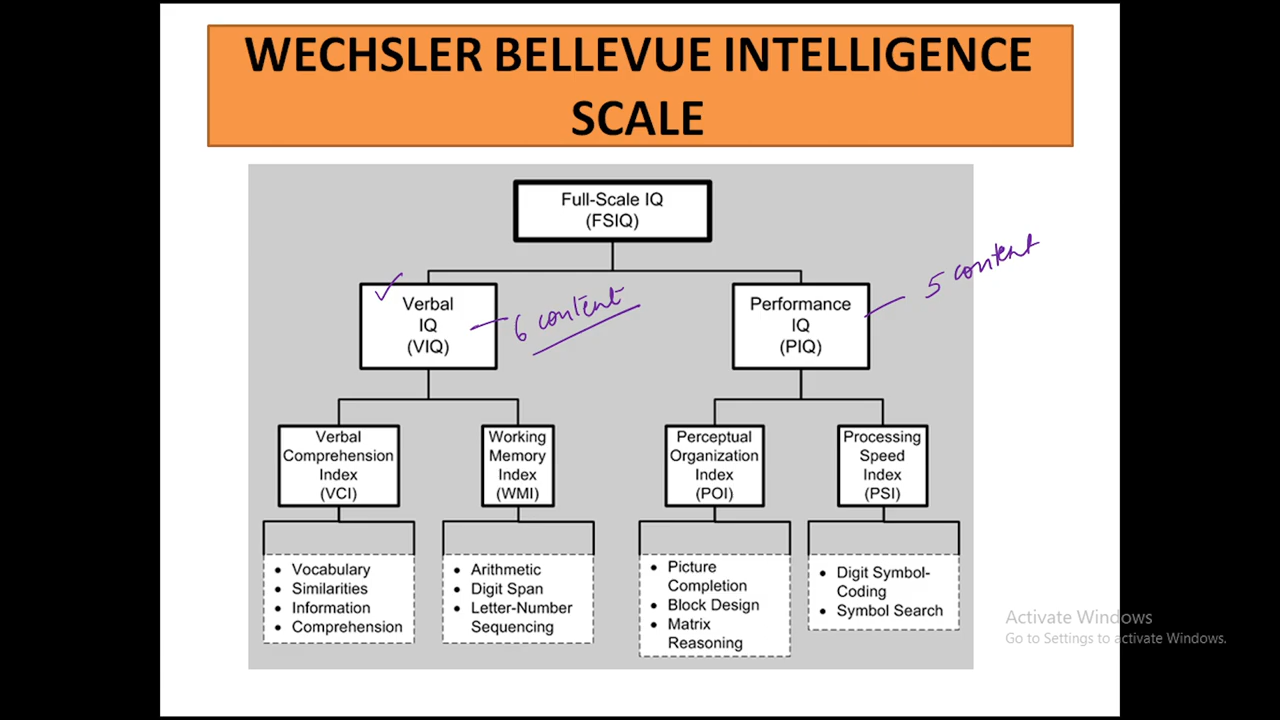 WECHSLER BELLEVUE INTELLIGENCE
SCALE
Full-Scale IQ
(FSIQ)
Verbal
IQ
(VIQ)
6 content
Performance
IQ
(PIQ)
5 content
Verbal
Comprehension
Index
(VCI)
Working
Memory
Index
(WMI)
Perceptual
Organization
Index
(POI)
Processing
Speed
Index
(PSI)
• Vocabulary
• Similarities
• Information
• Comprehension
• Arithmetic
• Digit Span
• Letter-Number
Sequencing
• Picture
Completion
• Block Design
• Matrix
Reasoning
• Digit Symbol-
Coding
• Symbol Search
Activate Windows
Go to Settings to activate Windows.